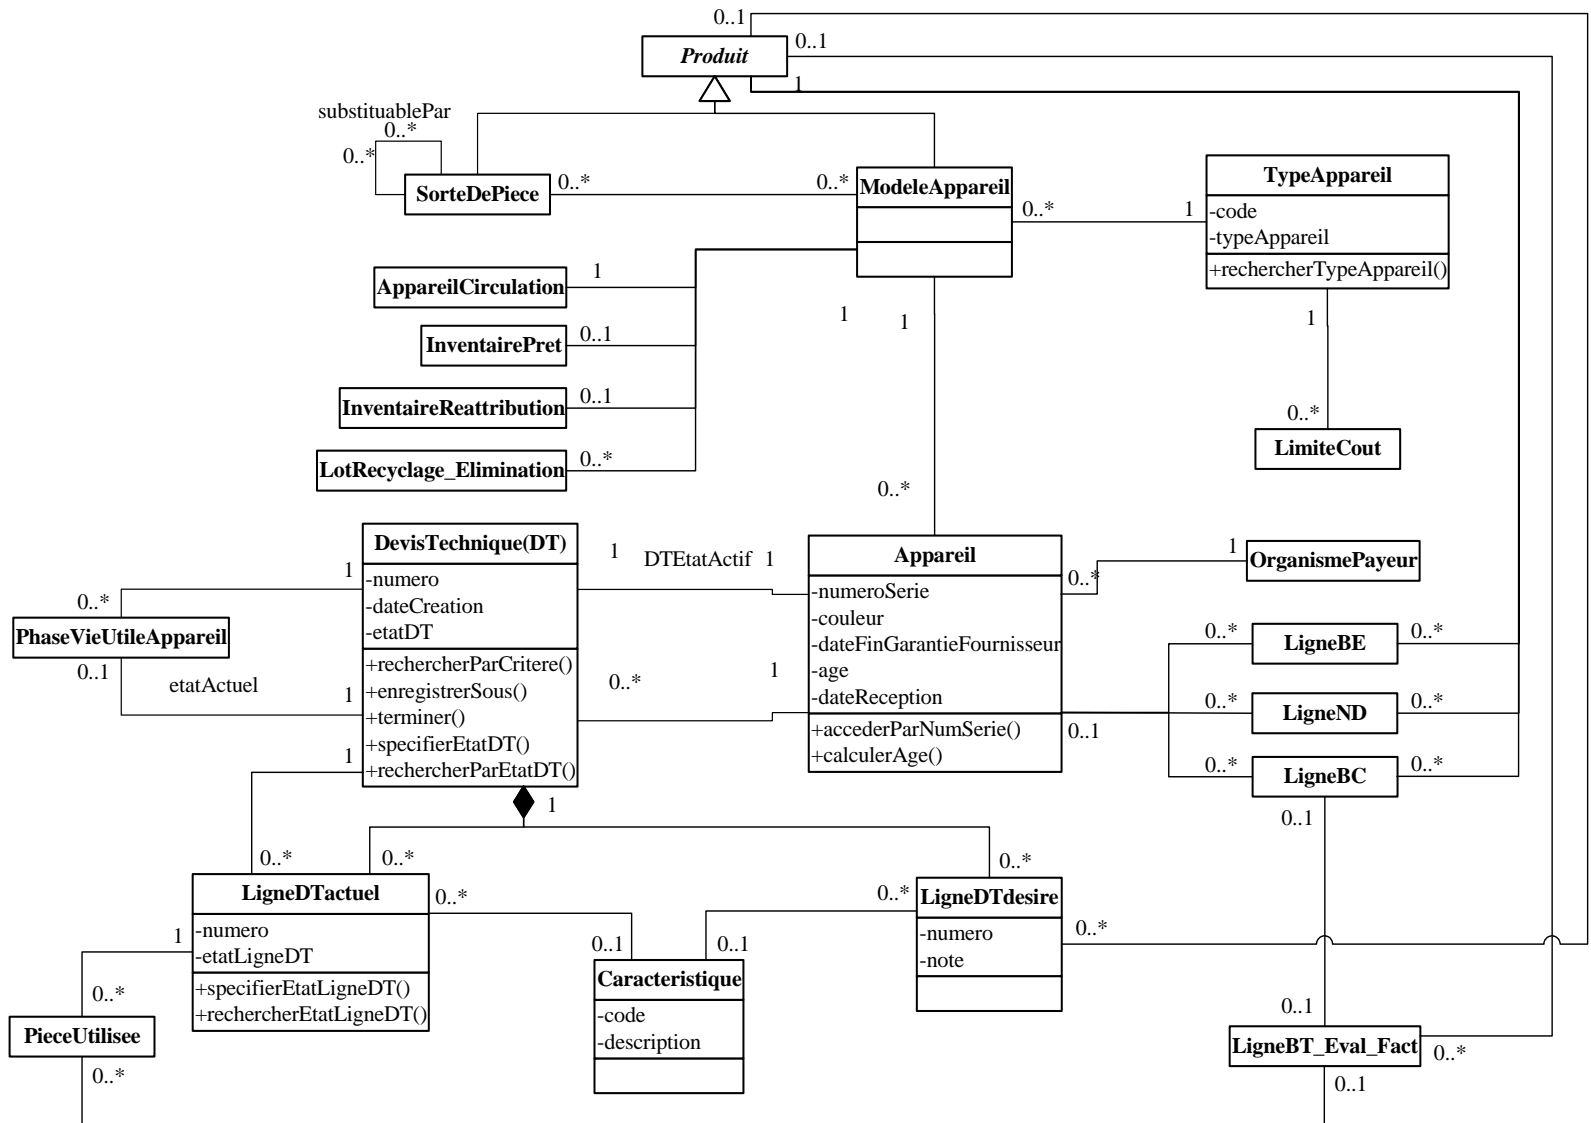 0..1
Produit
0..1
1
substituablePar
0..*
0..*
SorteDePiece
0..*
0..*
ModeleAppareil
0..*
1
TypeAppareil
-code
-typeAppareil
+rechercherTypeAppareil()
AppareilCirculation
1
InventairePret
0..1
InventaireReattribution
0..1
LotRecyclage_Elimination
0..*
1
1
1
0..*
LimiteCout
0..*
DevisTechnique(DT)
-numero
-dateCreation
-etatDT
+rechercherParCritere()
+enregistrerSous()
+terminer()
+specifierEtatDT()
+rechercherParEtatDT()
1
DTEtatActif
1
Appareil
-numeroSerie
-couleur
-dateFinGarantieFournisseur
-age
-dateReception
+accederParNumSerie()
+calculerAge()
0..*
1
OrganismePayeur
1
0..*
PhaseVieUtileAppareil
0..1
etatActuel
1
0..*
1
0..*
LigneBE
0..*
0..*
LigneND
0..*
0..1
0..*
LigneBC
0..*
1
1
0..1
0..*
0..*
0..*
LigneDTactuel
-numero
-etatLigneDT
+specifierEtatLigneDT()
+rechercherEtatLigneDT()
0..*
0..*
LigneDTdesire
-numero
-note
0..*
1
0..1
0..1
Caracteristique
-code
-description
0..*
PieceUtilisee
0..*
0..1
LigneBT_Eval_Fact
0..*
0..1